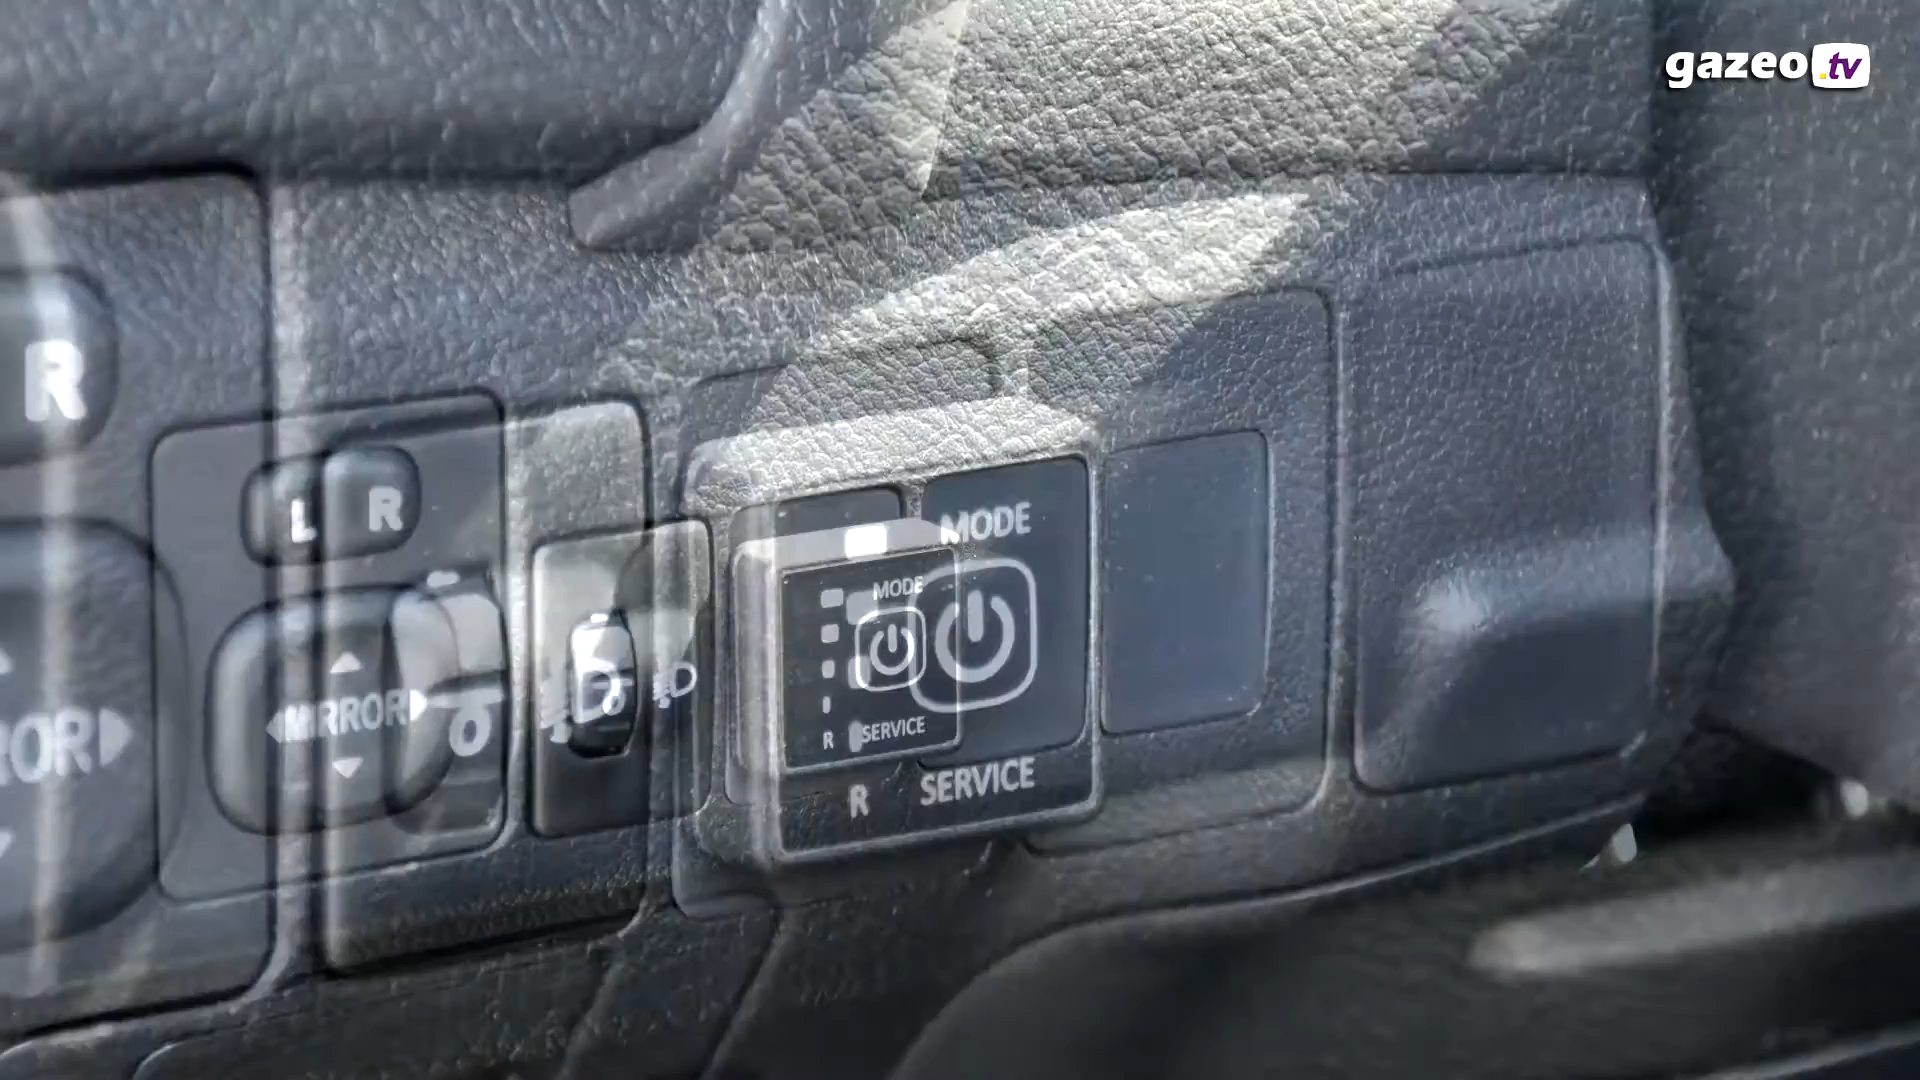 gazeo.tv
R
L R
MODE
MODE
MIRROR
ROR
SERVICE
R
R SERVICE